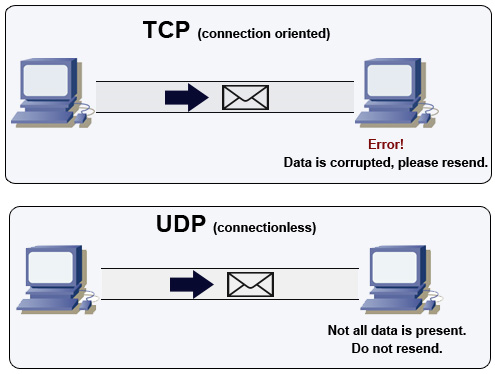 TCP (connection oriented)
Error!
Data is corrupted, please resend.
UDP (connectionless)
Not all data is present.
Do not resend.